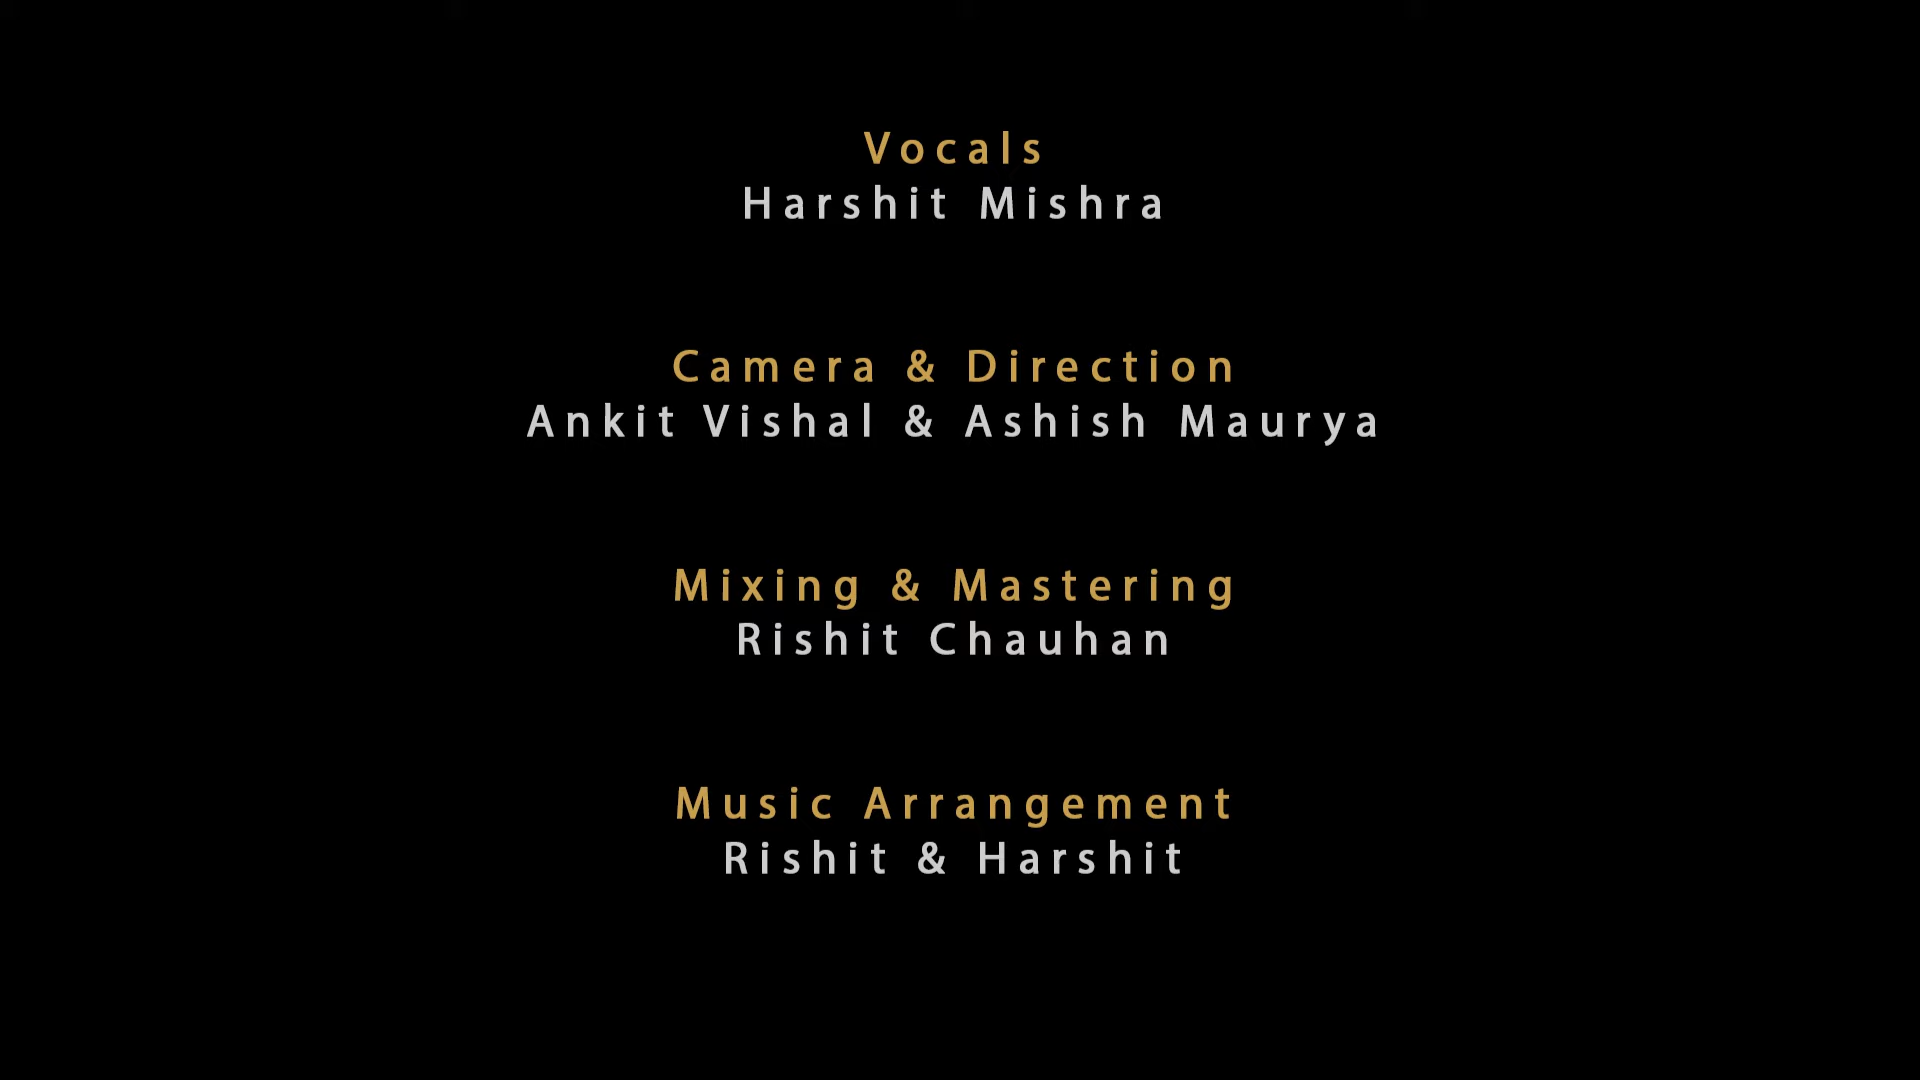 Vocals
Harshit Mishra
Camera & Direction
Ankit Vishal & Ashish Maurya
Mixing & Mastering
Rishit Chauhan
Music Arrangement
Rishit & Harshit